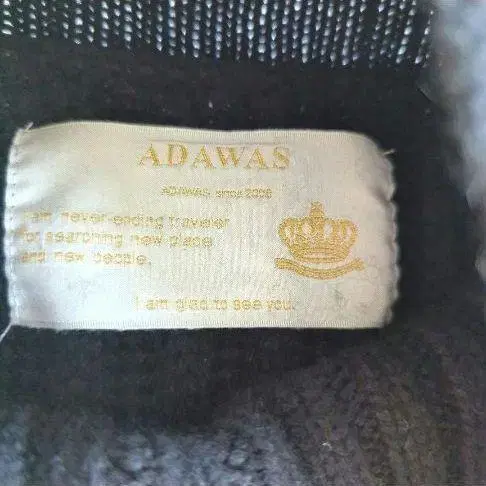 ADAWAS
ADAWAS since 2006
I am never-ending traveler
for searching new place
and new people.
I am glad to see you.